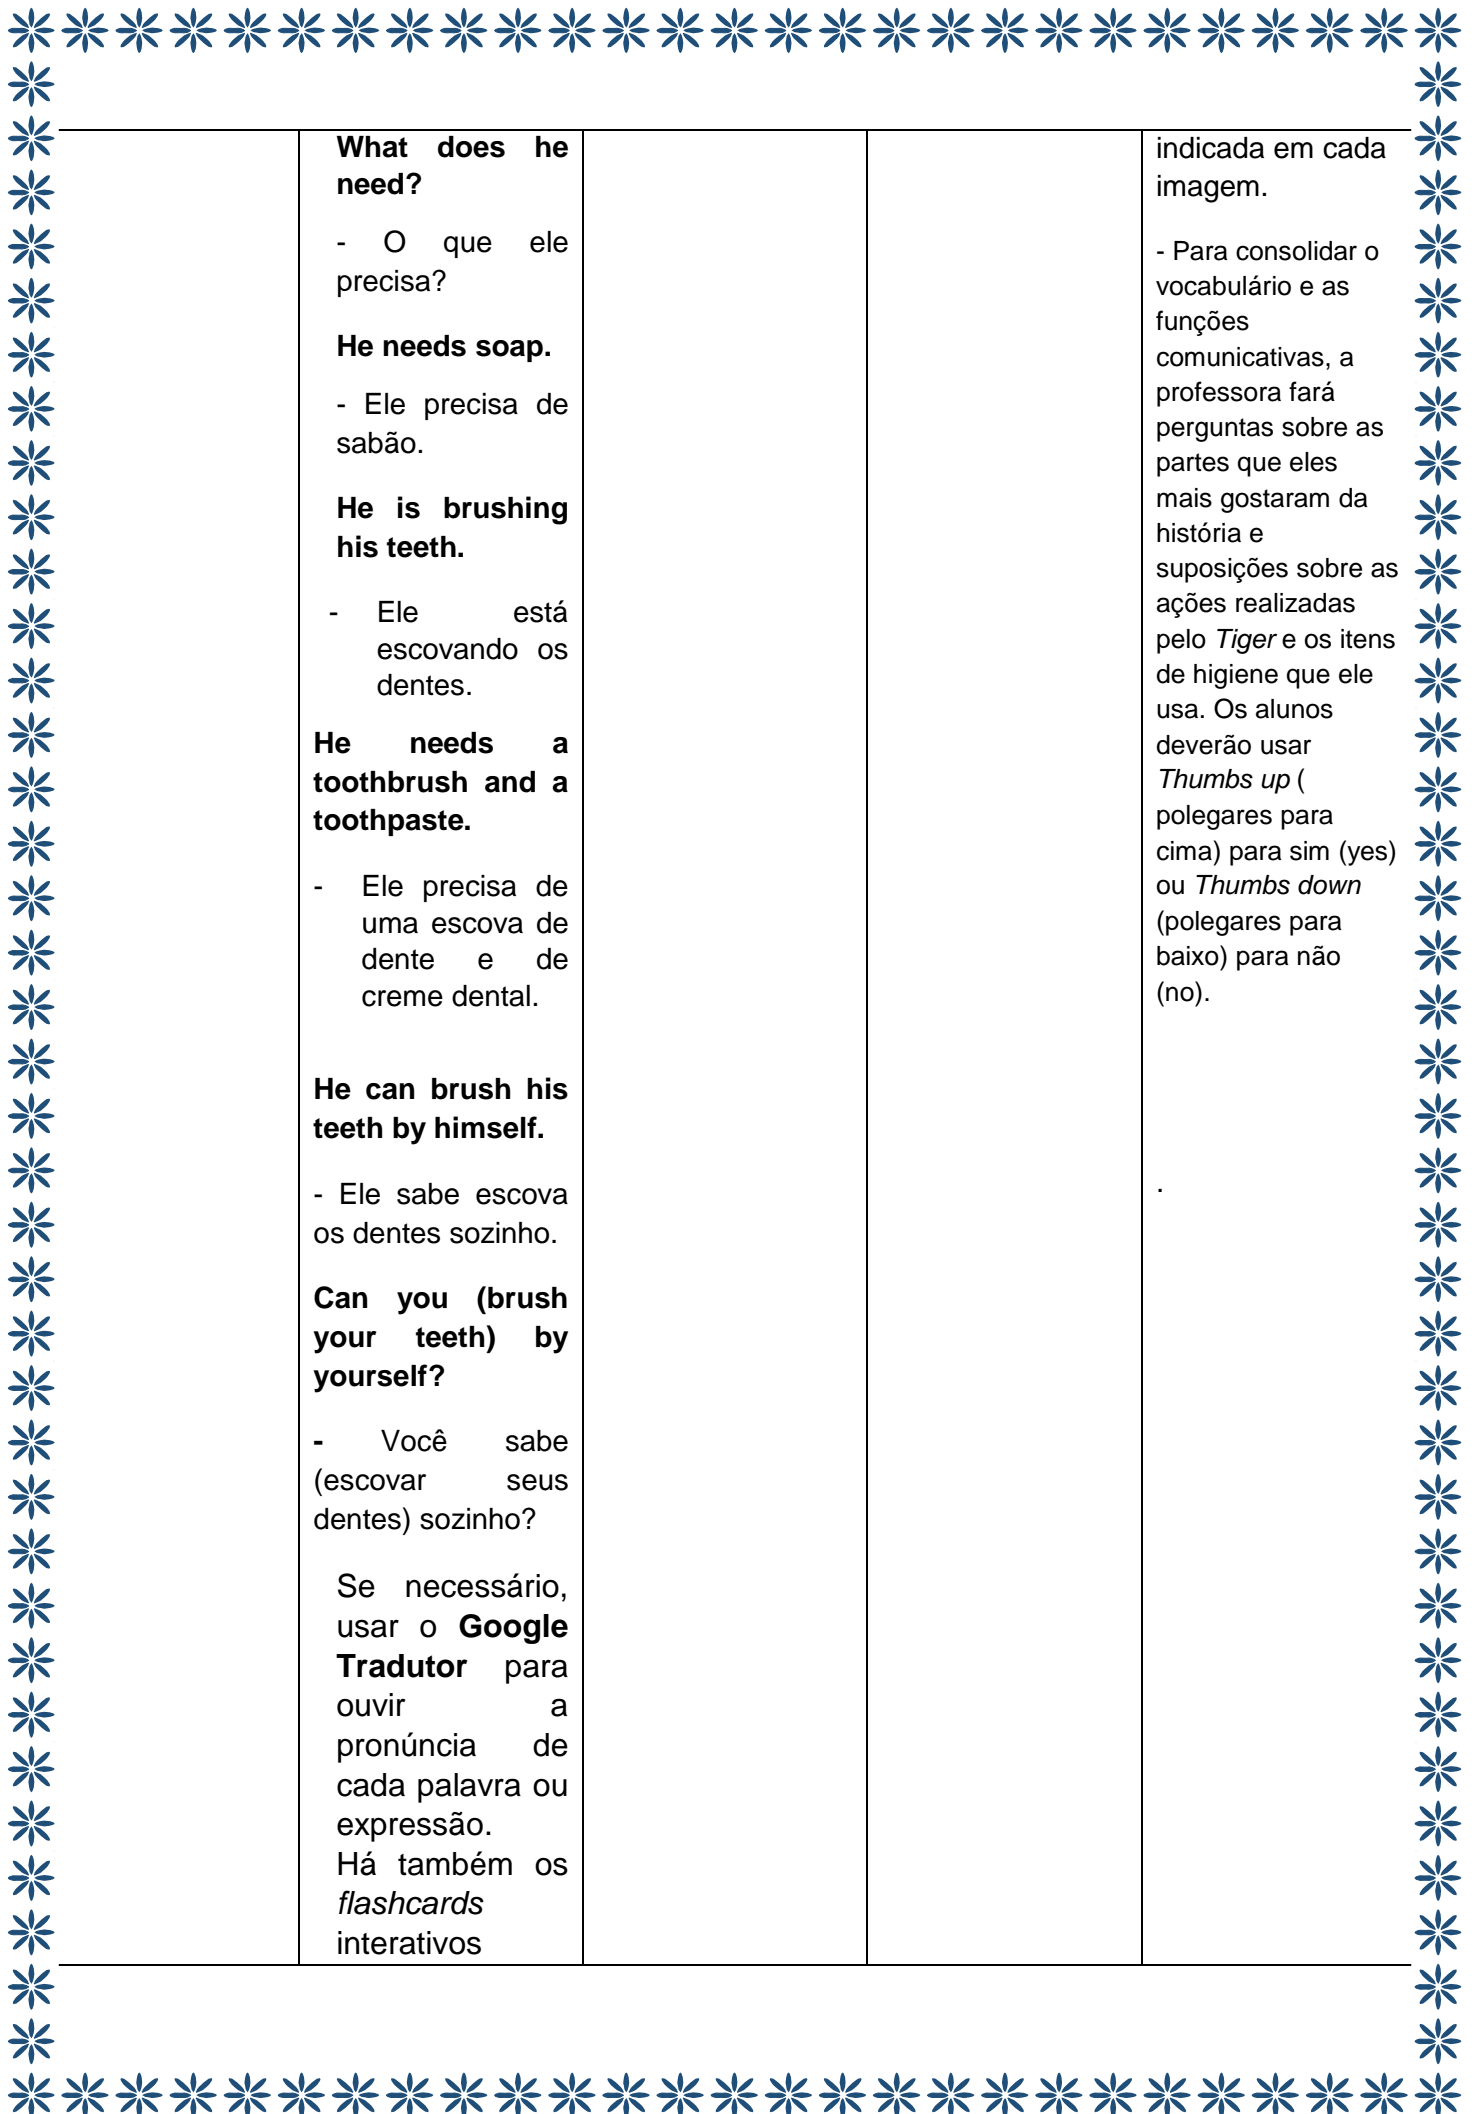 What does he
need?
- O que ele
precisa?
He needs soap.
- Ele precisa de
sabão.
He is brushing
his teeth.
- Ele está
escovando os
dentes.
He needs a
toothbrush and a
toothpaste.
- Ele precisa de
uma escova de
dente e de
creme dental.
He can brush his
teeth by himself.
- Ele sabe escova
os dentes sozinho.
Can you (brush
your teeth) by
yourself?
- Você sabe
(escovar seus
dentes) sozinho?
Se necessário,
usar o Google
Tradutor para
ouvir a
pronúncia de
cada palavra ou
expressão.
Há também os
flashcards
interativos
indicada em cada
imagem.
- Para consolidar o
vocabulário e as
funções
comunicativas, a
professora fará
perguntas sobre as
partes que eles
mais gostaram da
história e
suposições sobre as
ações realizadas
pelo Tiger e os itens
de higiene que ele
usa. Os alunos
deverão usar
Thumbs up (
polegares para
cima) para sim (yes)
ou Thumbs down
(polegares para
baixo) para não
(no).
.